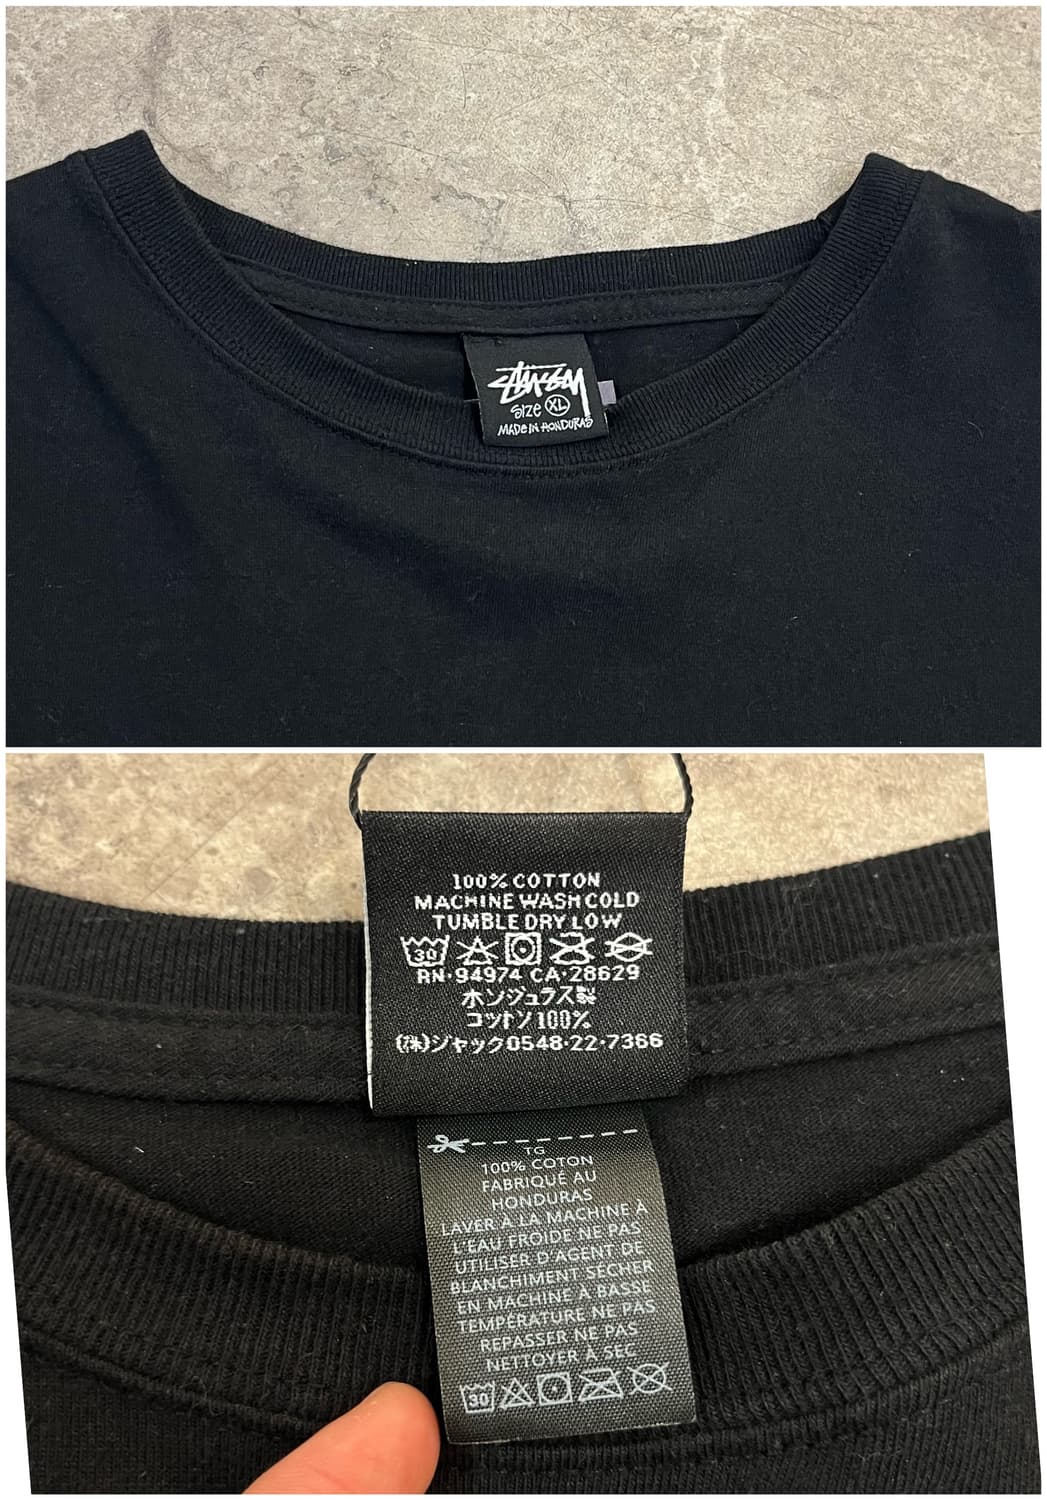 STÜSSY
SIZE XL
MADE IN HONDURAS
100% COTTON
MACHINE WASH COLD
TUMBLE DRY LOW
30
RN·94974 CA·28629
ホンジュラス製
コットン100%
(株)ジャック0548·22·7366
TG
100% COTON
FABRIQUÉ AU
HONDURAS
LAVER À LA MACHINE À
L'EAU FROIDE NE PAS
UTILISER D'AGENT DE
BLANCHIMENT SÉCHER
EN MACHINE À BASSE
TEMPÉRATURE NE PAS
REPASSER NE PAS
NETTOYER À SEC
30